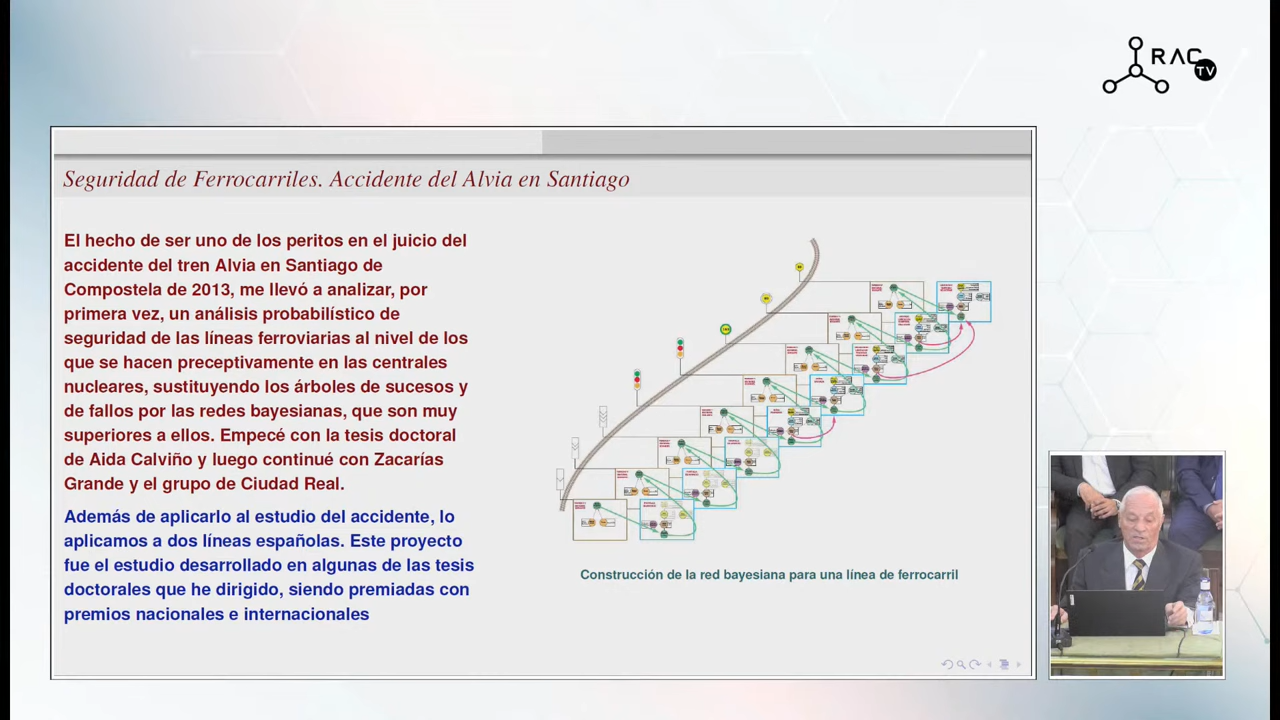 RAC
TV
Seguridad de Ferrocarriles. Accidente del Alvia en Santiago
El hecho de ser uno de los peritos en el juicio del
accidente del tren Alvia en Santiago de
Compostela de 2013, me llevó a analizar, por
primera vez, un análisis probabilístico de
seguridad de las líneas ferroviarias al nivel de los
que se hacen preceptivamente en las centrales
nucleares, sustituyendo los árboles de sucesos y
de fallos por las redes bayesianas, que son muy
superiores a ellos. Empecé con la tesis doctoral
de Aida Calviño y luego continué con Zacarías
Grande y el grupo de Ciudad Real.
Además de aplicarlo al estudio del accidente, lo
aplicamos a dos líneas españolas. Este proyecto
fue el estudio desarrollado en algunas de las tesis
doctorales que he dirigido, siendo premiadas con
premios nacionales e internacionales
Construcción de la red bayesiana para una línea de ferrocarril